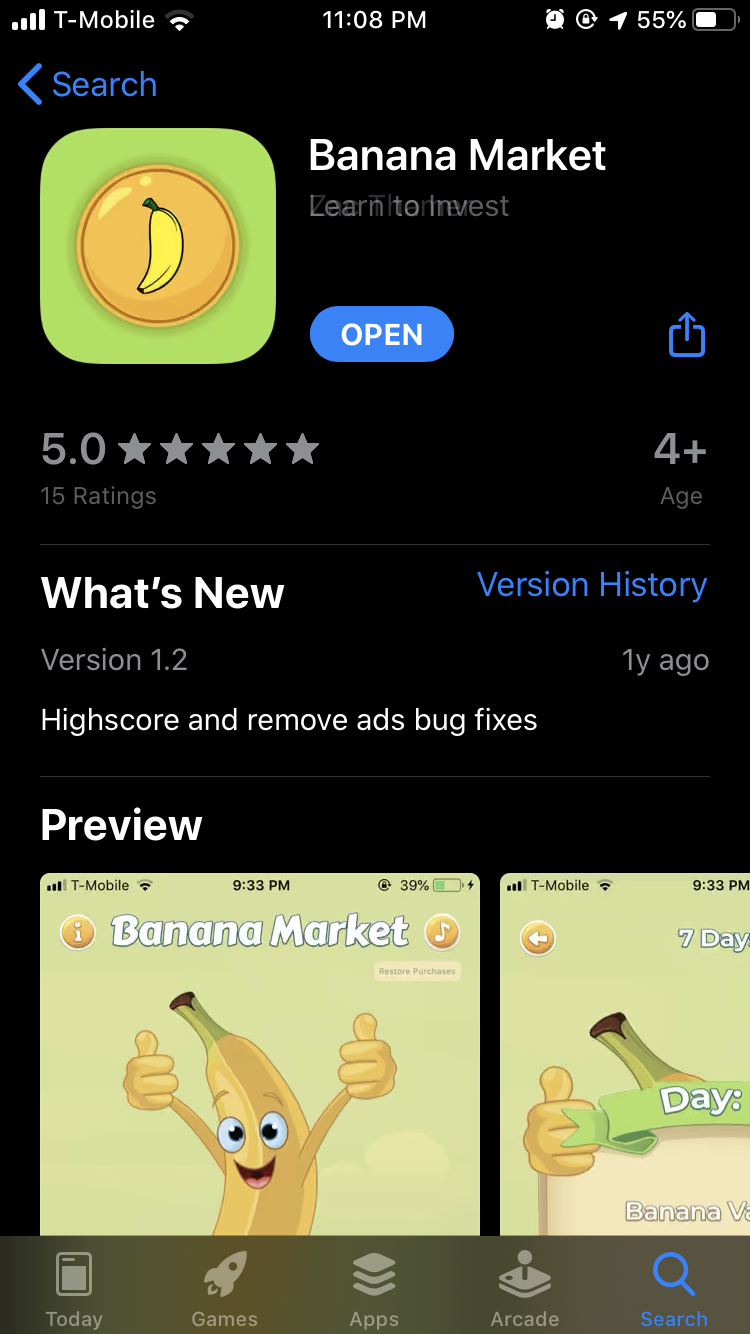 T-Mobile 11:08 PM 55%
Search
Banana Market
Learn to Invest
OPEN
5.0 4+
15 Ratings Age
What's New Version History
Version 1.2 1y ago
Highscore and remove ads bug fixes
Preview
T-Mobile 9:33 PM 39%
Banana Market
Restore Purchases
T-Mobile 9:33 PM
7 Day
Day:
Banana Va
Today Games Apps Arcade Search